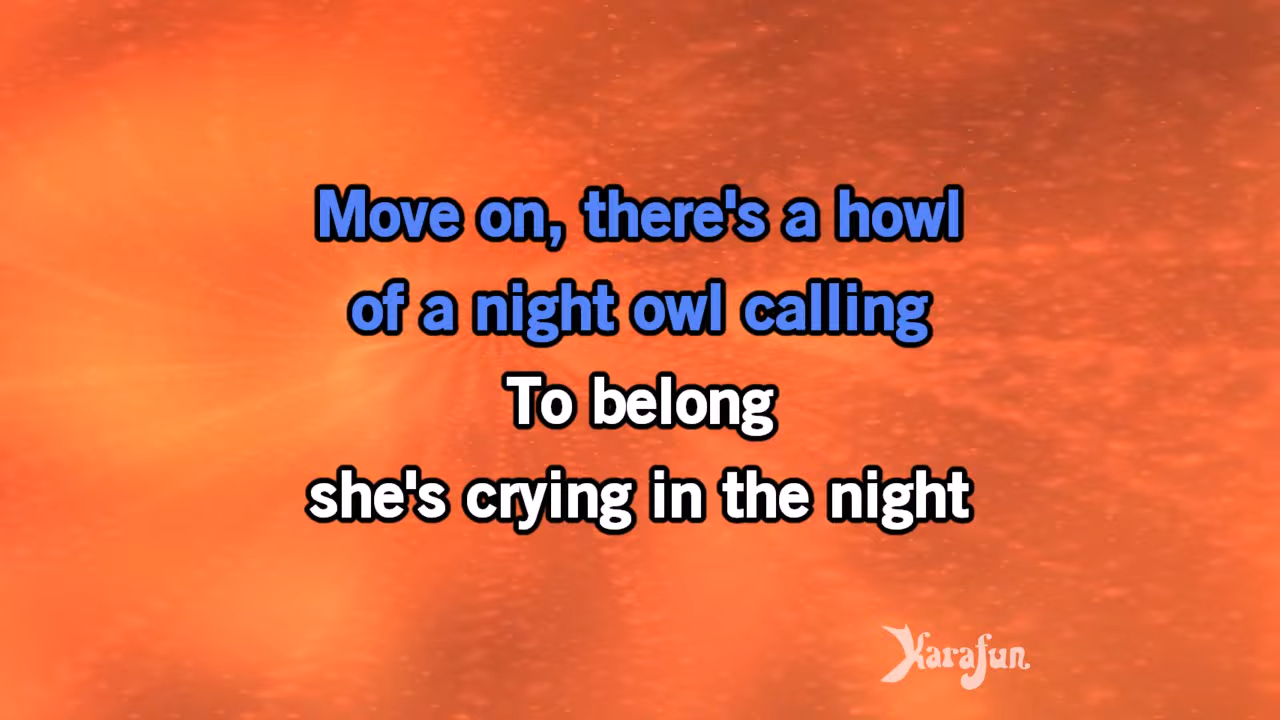 Move on, there's a howl
of a night owl calling
To belong
she's crying in the night
Karafun